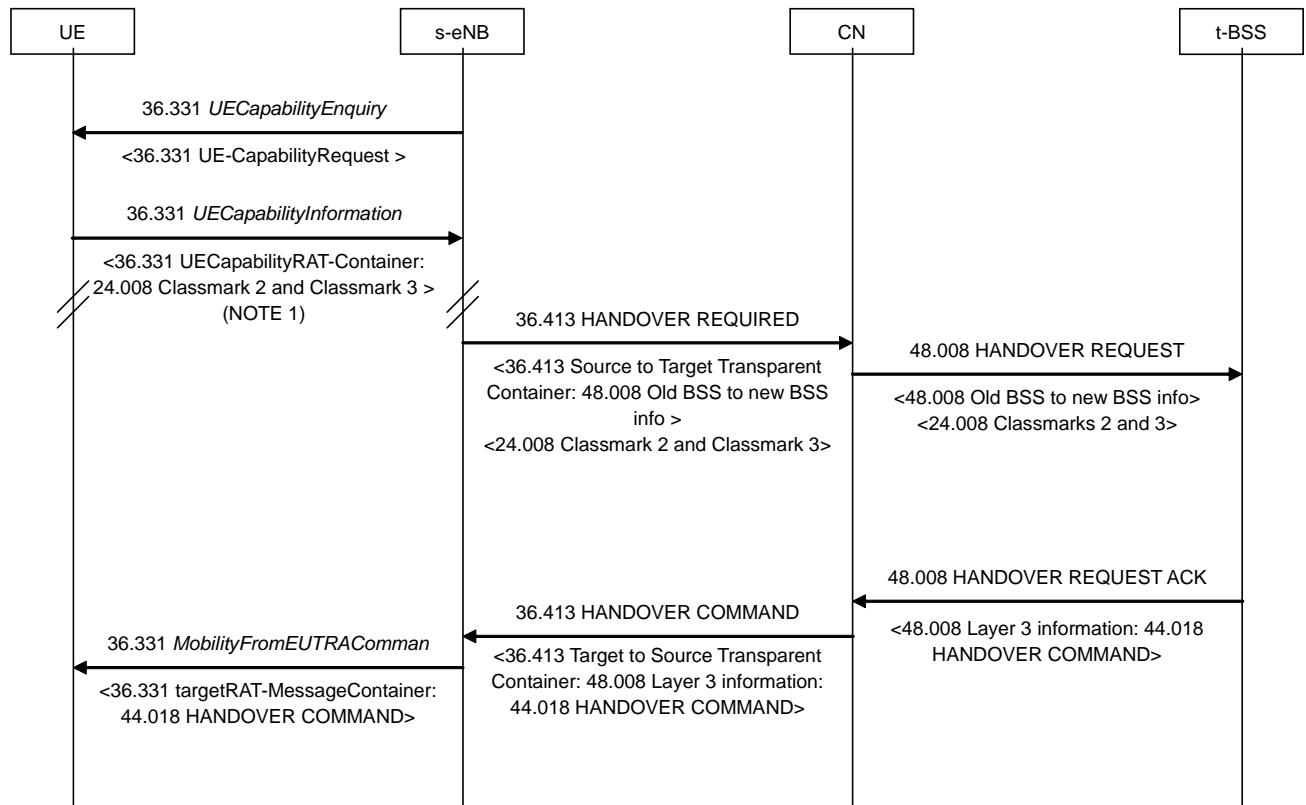 UE
s-eNB
CN
t-BSS
36.331 UECapabilityEnquiry
<36.331 UE-CapabilityRequest >
36.331 UECapabilityInformation
<36.331 UECapabilityRAT-Container:
24.008 Classmark 2 and Classmark 3 >
(NOTE 1)
36.413 HANDOVER REQUIRED
<36.413 Source to Target Transparent
Container: 48.008 Old BSS to new BSS
info >
<24.008 Classmark 2 and Classmark 3>
48.008 HANDOVER REQUEST
<48.008 Old BSS to new BSS info>
<24.008 Classmarks 2 and 3>
48.008 HANDOVER REQUEST ACK
<48.008 Layer 3 information: 44.018
HANDOVER COMMAND>
36.413 HANDOVER COMMAND
<36.413 Target to Source Transparent
Container: 48.008 Layer 3 information:
44.018 HANDOVER COMMAND>
36.331 MobilityFromEUTRAComman
<36.331 targetRAT-MessageContainer:
44.018 HANDOVER COMMAND>